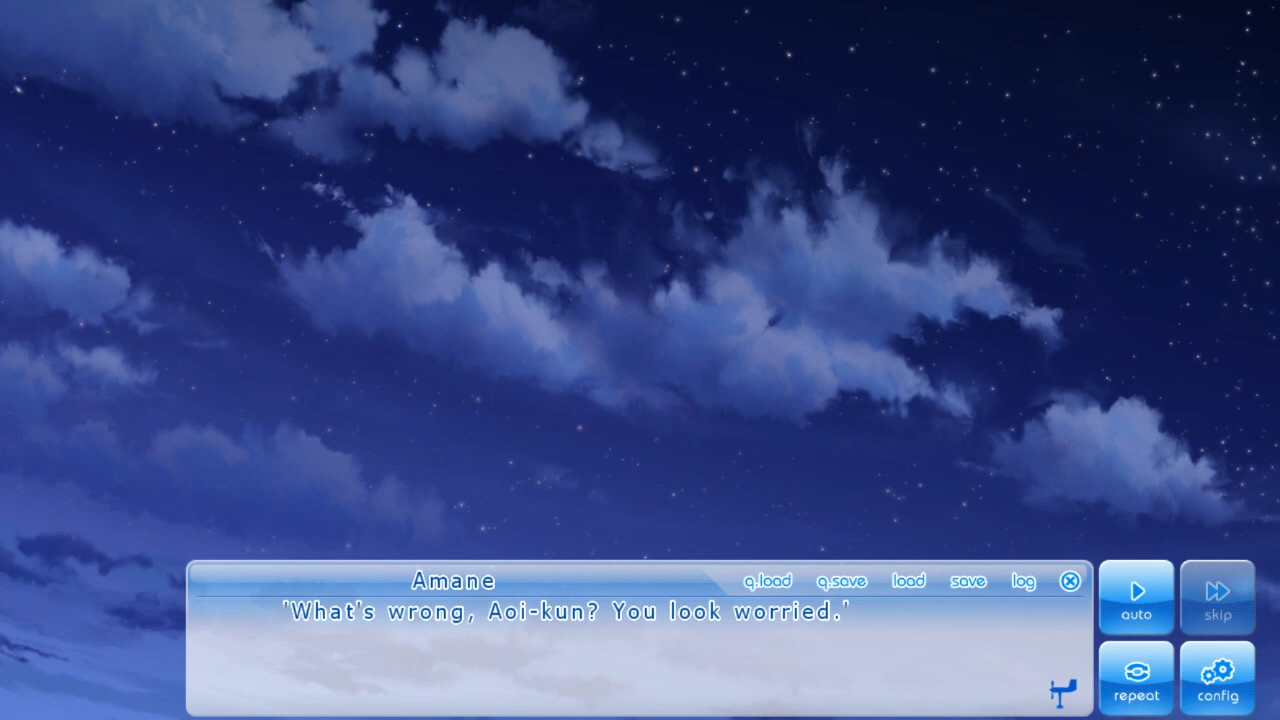 Amane
q.load q.save load save log
'What's wrong, Aoi-kun? You look worried.'
auto
skip
repeat
config